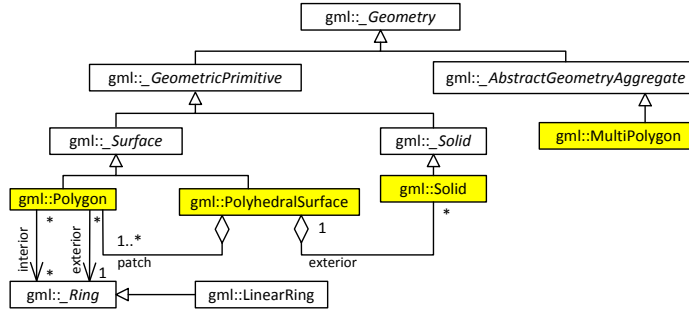 gml::_Geometry
gml::_GeometricPrimitive
gml::_AbstractGeometryAggregate
gml::MultiPolygon
gml::_Surface
gml::_Solid
gml::Polygon
gml::PolyhedralSurface
gml::Solid
*
*
1
*
1..*
interior
exterior
patch
exterior
*
1
gml::_Ring
gml::LinearRing